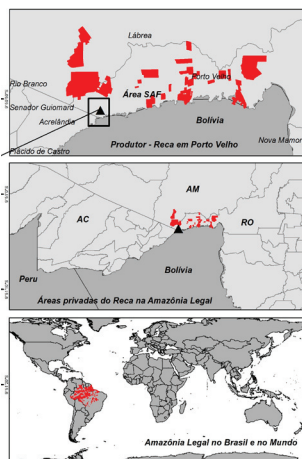 Lábrea
Rio Branco
Porto Velho
Área SAF
Senador Guiomard
Acrelândia
Bolívia
Nova Mamor
Plácido de Castro
Produtor - Reca em Porto Velho
AM
AC
RO
Peru
Bolívia
Áreas privadas do Reca na Amazônia Legal
Amazônia Legal no Brasil e no Mundo